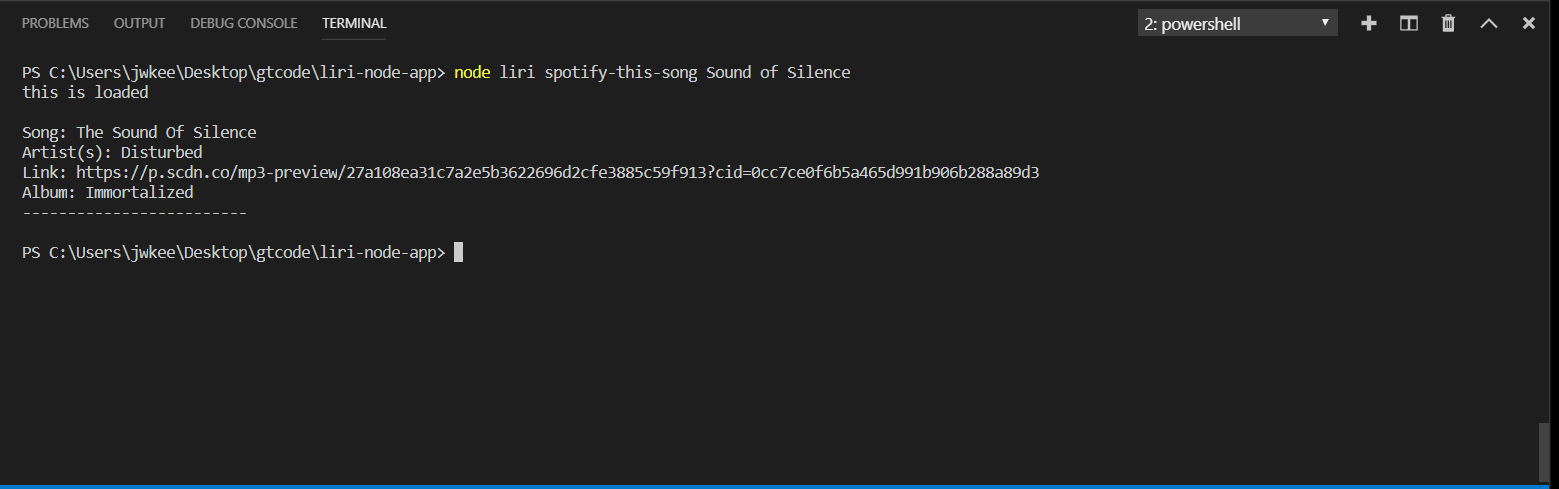 PROBLEMS OUTPUT DEBUG CONSOLE TERMINAL 2: powershell
PS C:\Users\jwkee\Desktop\gtcode\liri-node-app> node liri spotify-this-song Sound of Silence
this is loaded
Song: The Sound Of Silence
Artist(s): Disturbed
Link: https://p.scdn.co/mp3-preview/27a108ea31c7a2e5b3622696d2cfe3885c59f913?cid=0cc7ce0f6b5a465d991b906b288a89d3
Album: Immortalized
-------------------------
PS C:\Users\jwkee\Desktop\gtcode\liri-node-app>